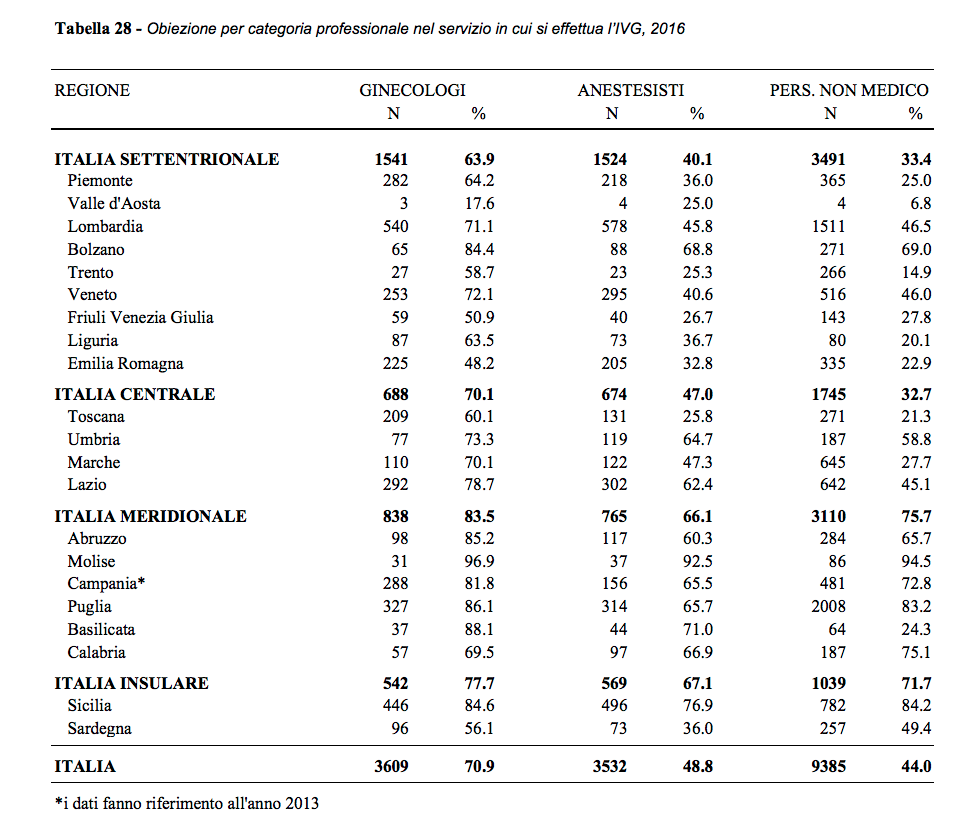 Tabella 28 - Obiezione per categoria professionale nel servizio in cui si effettua l'IVG, 2016
REGIONE GINECOLOGI ANESTESISTI PERS. NON MEDICO
N % N % N %
ITALIA SETTENTRIONALE 1541 63.9 1524 40.1 3491 33.4
Piemonte 282 64.2 218 36.0 365 25.0
Valle d'Aosta 3 17.6 4 25.0 4 6.8
Lombardia 540 71.1 578 45.8 1511 46.5
Bolzano 65 84.4 88 68.8 271 69.0
Trento 27 58.7 23 25.3 266 14.9
Veneto 253 72.1 295 40.6 516 46.0
Friuli Venezia Giulia 59 50.9 40 26.7 143 27.8
Liguria 87 63.5 73 36.7 80 20.1
Emilia Romagna 225 48.2 205 32.8 335 22.9
ITALIA CENTRALE 688 70.1 674 47.0 1745 32.7
Toscana 209 60.1 131 25.8 271 21.3
Umbria 77 73.3 119 64.7 187 58.8
Marche 110 70.1 122 47.3 645 27.7
Lazio 292 78.7 302 62.4 642 45.1
ITALIA MERIDIONALE 838 83.5 765 66.1 3110 75.7
Abruzzo 98 85.2 117 60.3 284 65.7
Molise 31 96.9 37 92.5 86 94.5
Campania* 288 81.8 156 65.5 481 72.8
Puglia 327 86.1 314 65.7 2008 83.2
Basilicata 37 88.1 44 71.0 64 24.3
Calabria 57 69.5 97 66.9 187 75.1
ITALIA INSULARE 542 77.7 569 67.1 1039 71.7
Sicilia 446 84.6 496 76.9 782 84.2
Sardegna 96 56.1 73 36.0 257 49.4
ITALIA 3609 70.9 3532 48.8 9385 44.0
*i dati fanno riferimento all'anno 2013